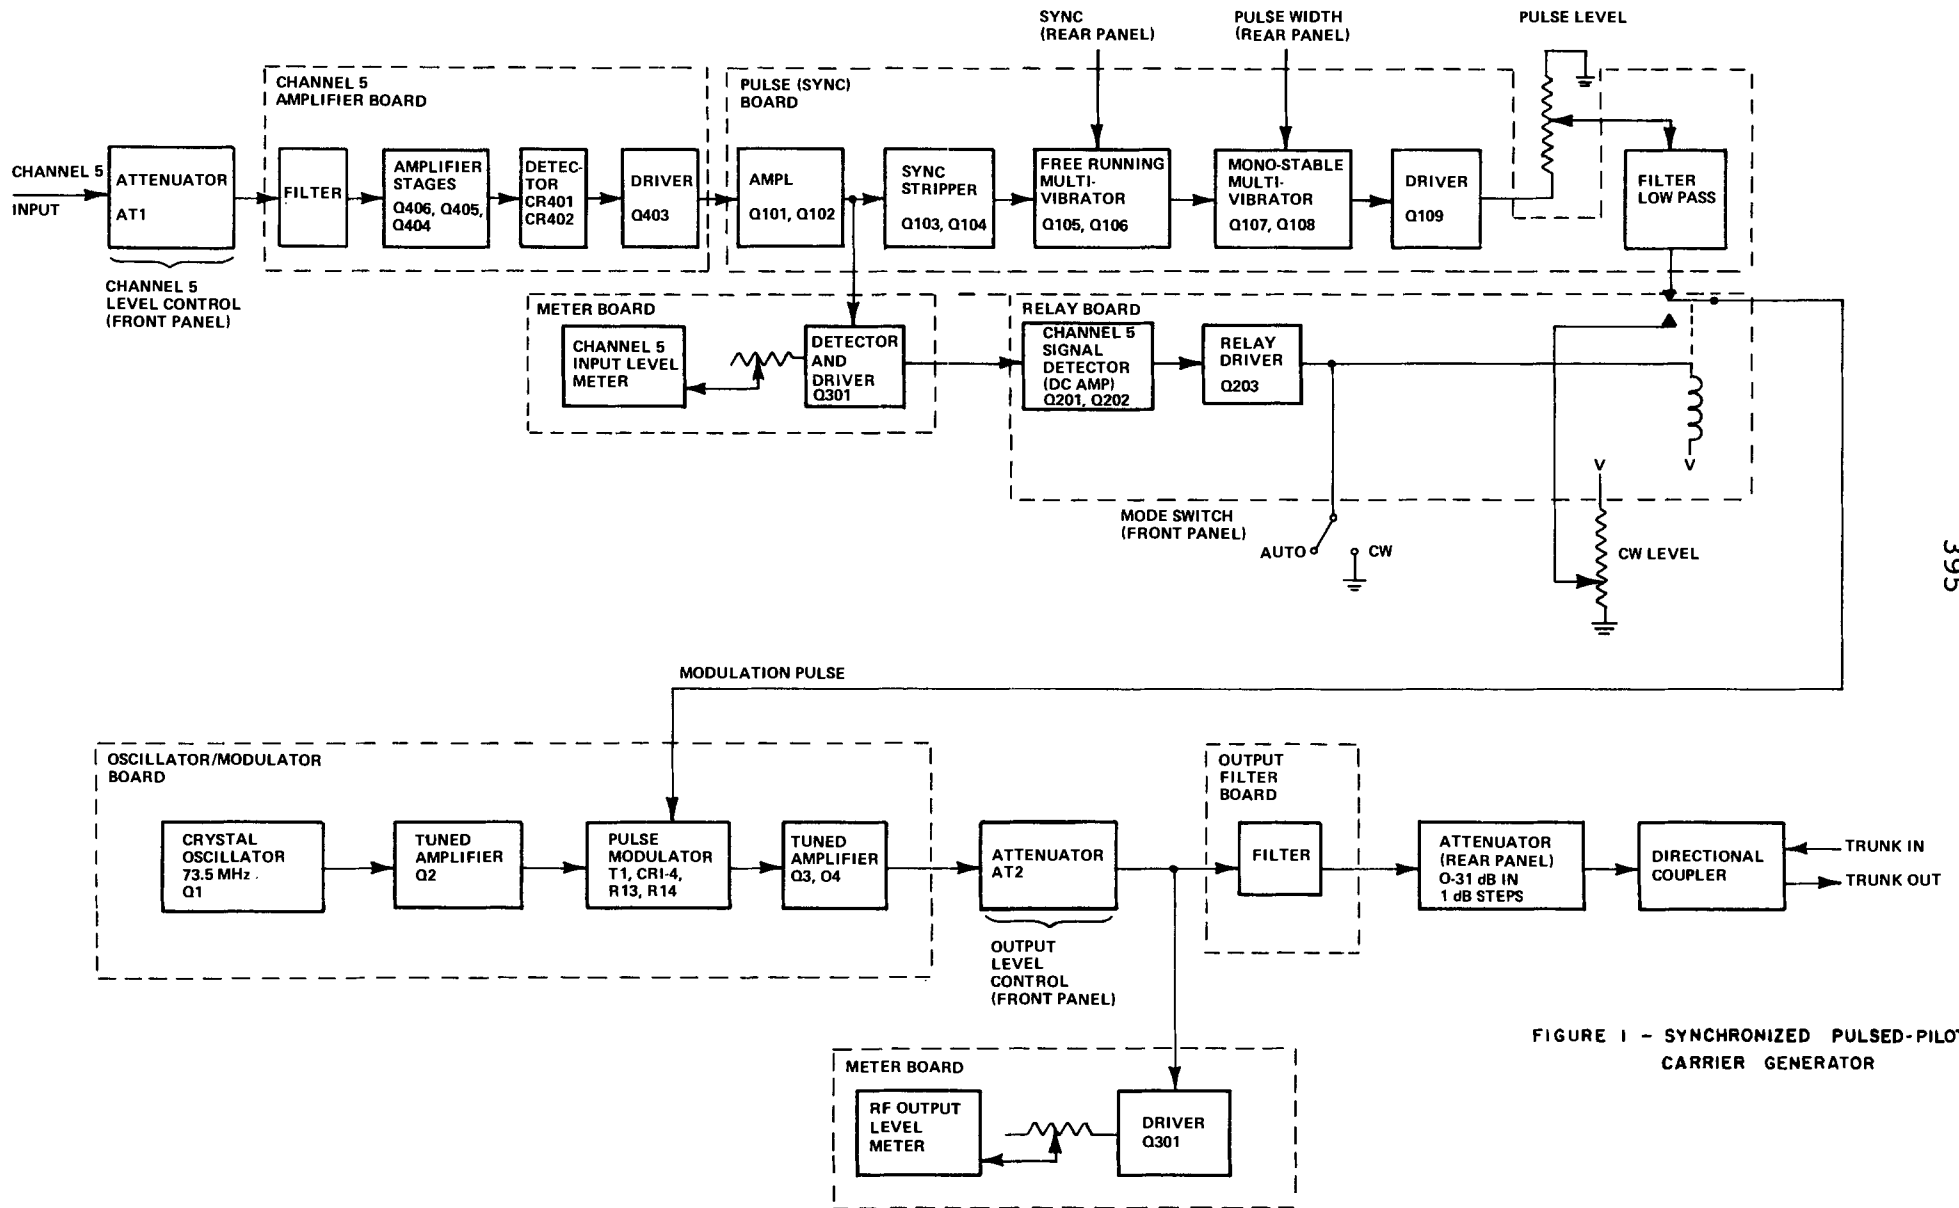 SYNC
(REAR PANEL)
PULSE WIDTH
(REAR PANEL)
PULSE LEVEL
CHANNEL 5
AMPLIFIER BOARD
PULSE (SYNC)
BOARD
CHANNEL 5
INPUT
ATTENUATOR
AT1
FILTER
AMPLIFIER
STAGES
Q406, Q405,
Q404
DETEC-
TOR
CR401
CR402
DRIVER
Q403
AMPL
Q101, Q102
SYNC
STRIPPER
Q103, Q104
FREE RUNNING
MULTI-
VIBRATOR
Q105, Q106
MONO-STABLE
MULTI-
VIBRATOR
Q107, Q108
DRIVER
Q109
FILTER
LOW PASS
CHANNEL 5
LEVEL CONTROL
(FRONT PANEL)
METER BOARD
CHANNEL 5
INPUT LEVEL
METER
DETECTOR
AND
DRIVER
Q301
RELAY BOARD
CHANNEL 5
SIGNAL
DETECTOR
(DC AMP)
Q201, Q202
RELAY
DRIVER
Q203
V
V
MODE SWITCH
(FRONT PANEL)
AUTO
CW
CW LEVEL
395
MODULATION PULSE
OSCILLATOR/MODULATOR
BOARD
CRYSTAL
OSCILLATOR
73.5 MHz .
Q1
TUNED
AMPLIFIER
Q2
PULSE
MODULATOR
T1, CRI-4,
R13, R14
TUNED
AMPLIFIER
Q3, O4
ATTENUATOR
AT2
OUTPUT
LEVEL
CONTROL
(FRONT PANEL)
OUTPUT
FILTER
BOARD
FILTER
ATTENUATOR
(REAR PANEL)
O-31 dB IN
1 dB STEPS
DIRECTIONAL
COUPLER
TRUNK IN
TRUNK OUT
METER BOARD
RF OUTPUT
LEVEL
METER
DRIVER
Q301
FIGURE I - SYNCHRONIZED PULSED-PILO
CARRIER GENERATOR